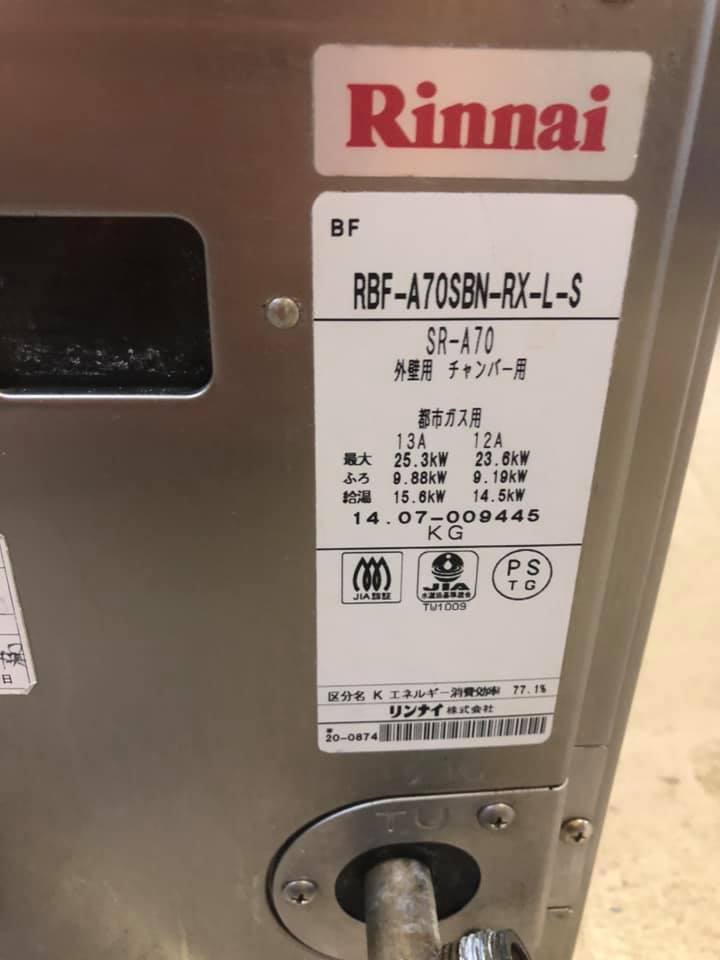 Rinnai
BF
RBF-A70SBN-RX-L-S
SR-A70
外壁用 チャンバー用
都市ガス用
13A 12A
最大 25.3kW 23.6kW
ふろ 9.88kW 9.19kW
給湯 15.6kW 14.5kW
14.07-009445
KG
JIA認証
JIA
TW1009
PS
TG
区分名 K エネルギー消費効率 77.1%
リンナイ株式会社
20-0874
TU
日